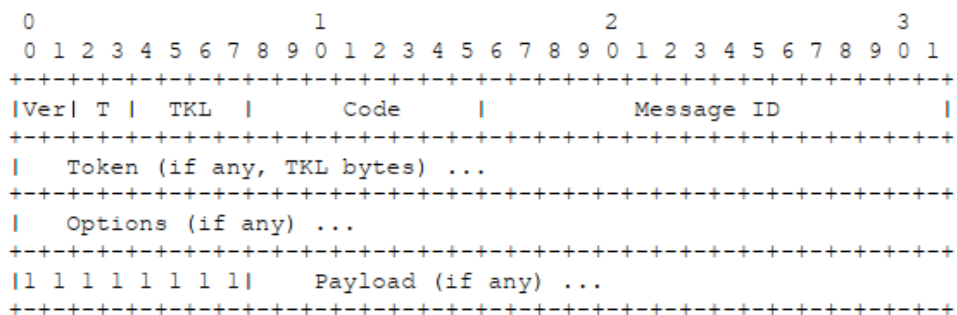 0                   1                   2                   3
0 1 2 3 4 5 6 7 8 9 0 1 2 3 4 5 6 7 8 9 0 1 2 3 4 5 6 7 8 9 0 1
+-+-+-+-+-+-+-+-+-+-+-+-+-+-+-+-+-+-+-+-+-+-+-+-+-+-+-+-+-+-+-+-+
|Ver| T |  TKL  |      Code     |          Message ID           |
+-+-+-+-+-+-+-+-+-+-+-+-+-+-+-+-+-+-+-+-+-+-+-+-+-+-+-+-+-+-+-+-+
|   Token (if any, TKL bytes) ...
+-+-+-+-+-+-+-+-+-+-+-+-+-+-+-+-+-+-+-+-+-+-+-+-+-+-+-+-+-+-+-+-+
|   Options (if any) ...
+-+-+-+-+-+-+-+-+-+-+-+-+-+-+-+-+-+-+-+-+-+-+-+-+-+-+-+-+-+-+-+-+
|1 1 1 1 1 1 1 1|    Payload (if any) ...
+-+-+-+-+-+-+-+-+-+-+-+-+-+-+-+-+-+-+-+-+-+-+-+-+-+-+-+-+-+-+-+-+